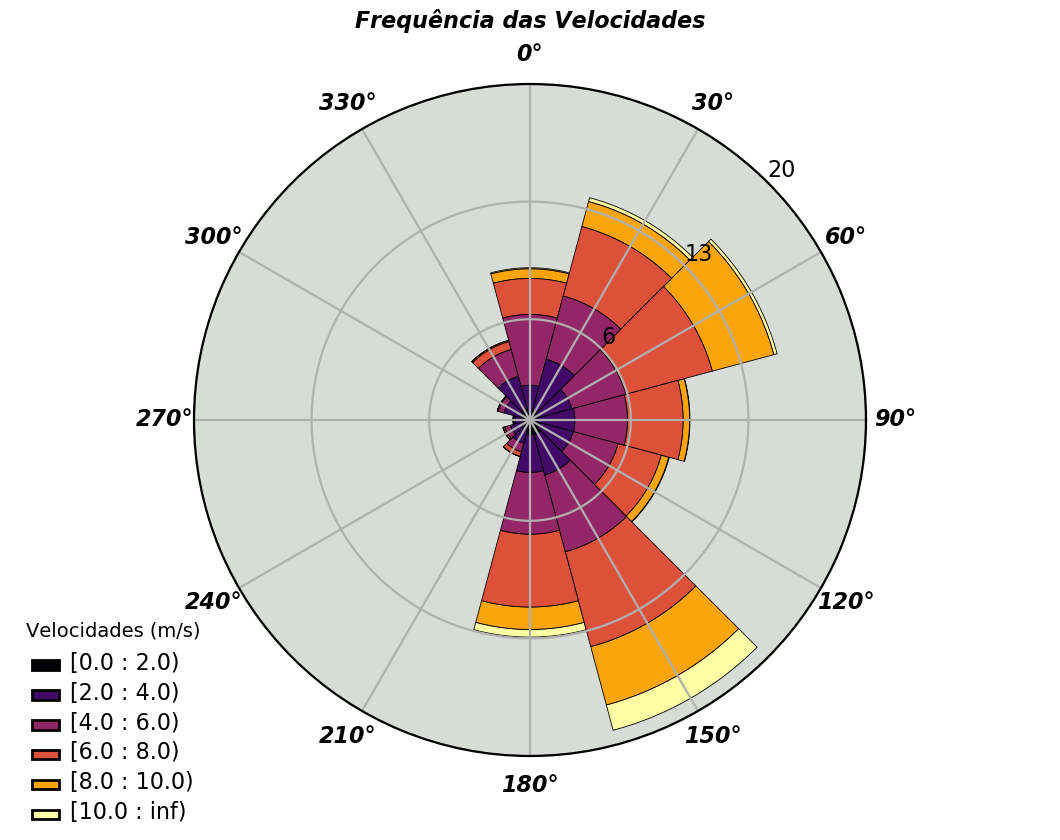 Frequência das Velocidades
0°
330°
30°
20
300°
60°
13
6
270°
90°
240°
120°
210°
150°
180°
Velocidades (m/s)
[0.0 : 2.0)
[2.0 : 4.0)
[4.0 : 6.0)
[6.0 : 8.0)
[8.0 : 10.0)
[10.0 : inf)